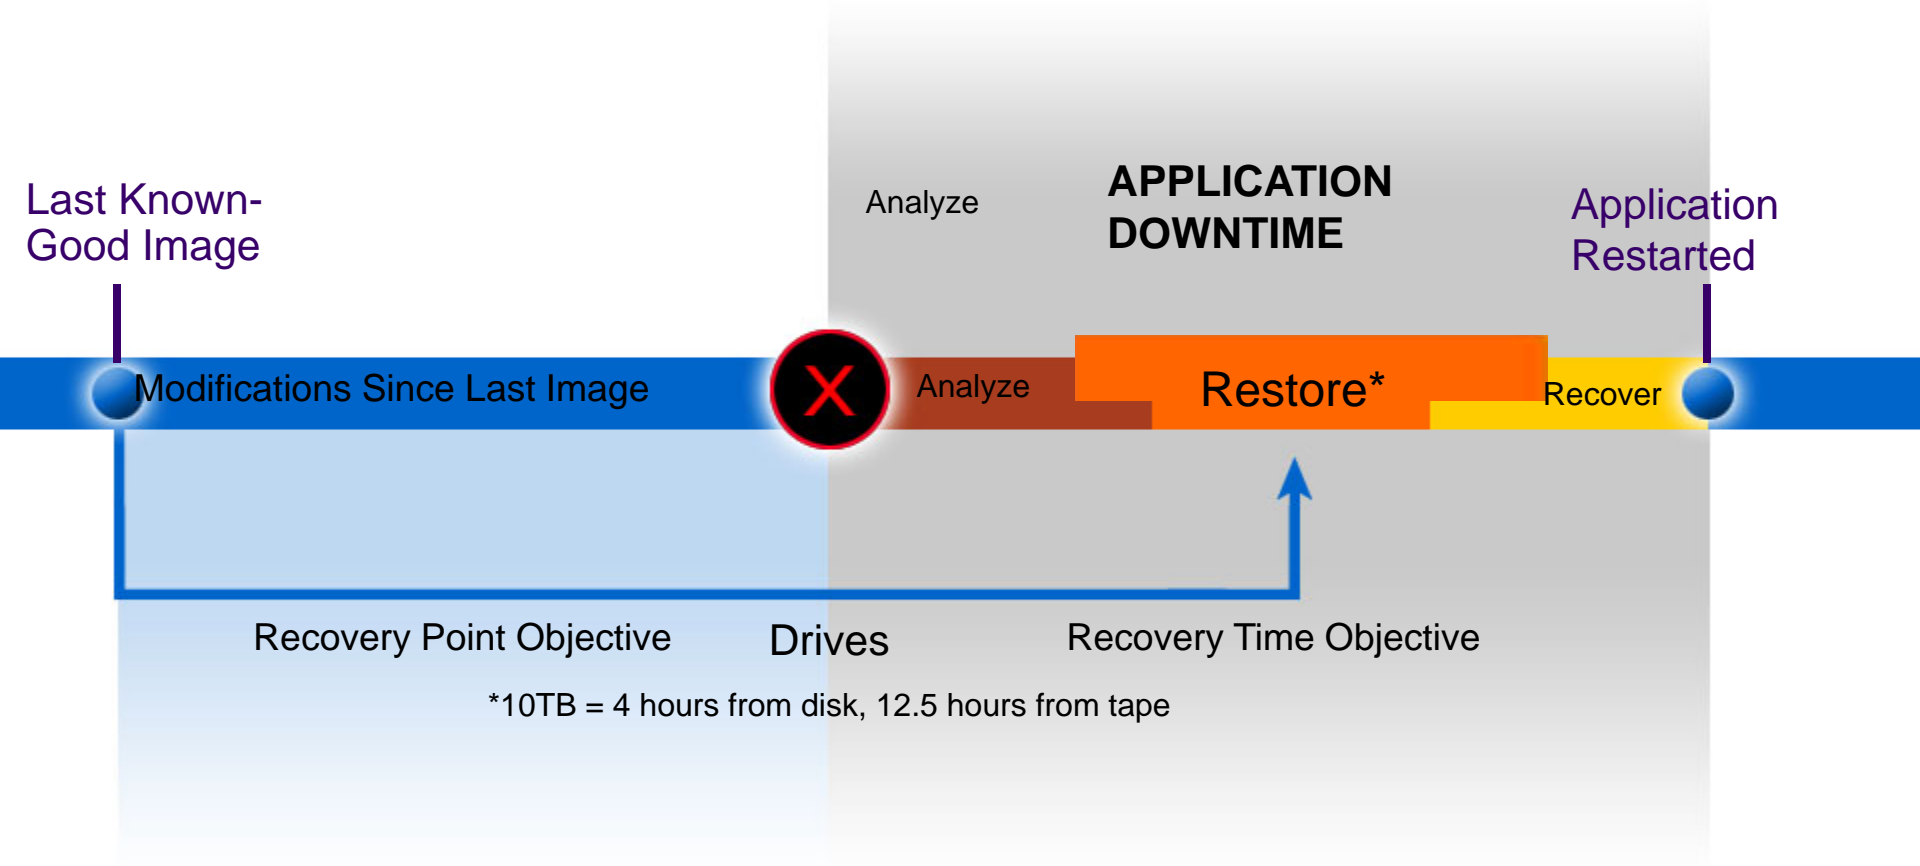 Last Known-
Good Image
Analyze
APPLICATION
DOWNTIME
Application
Restarted
Modifications Since Last Image
X
Analyze
Restore*
Recover
Recovery Point Objective
Drives
Recovery Time Objective
*10TB = 4 hours from disk, 12.5 hours from tape